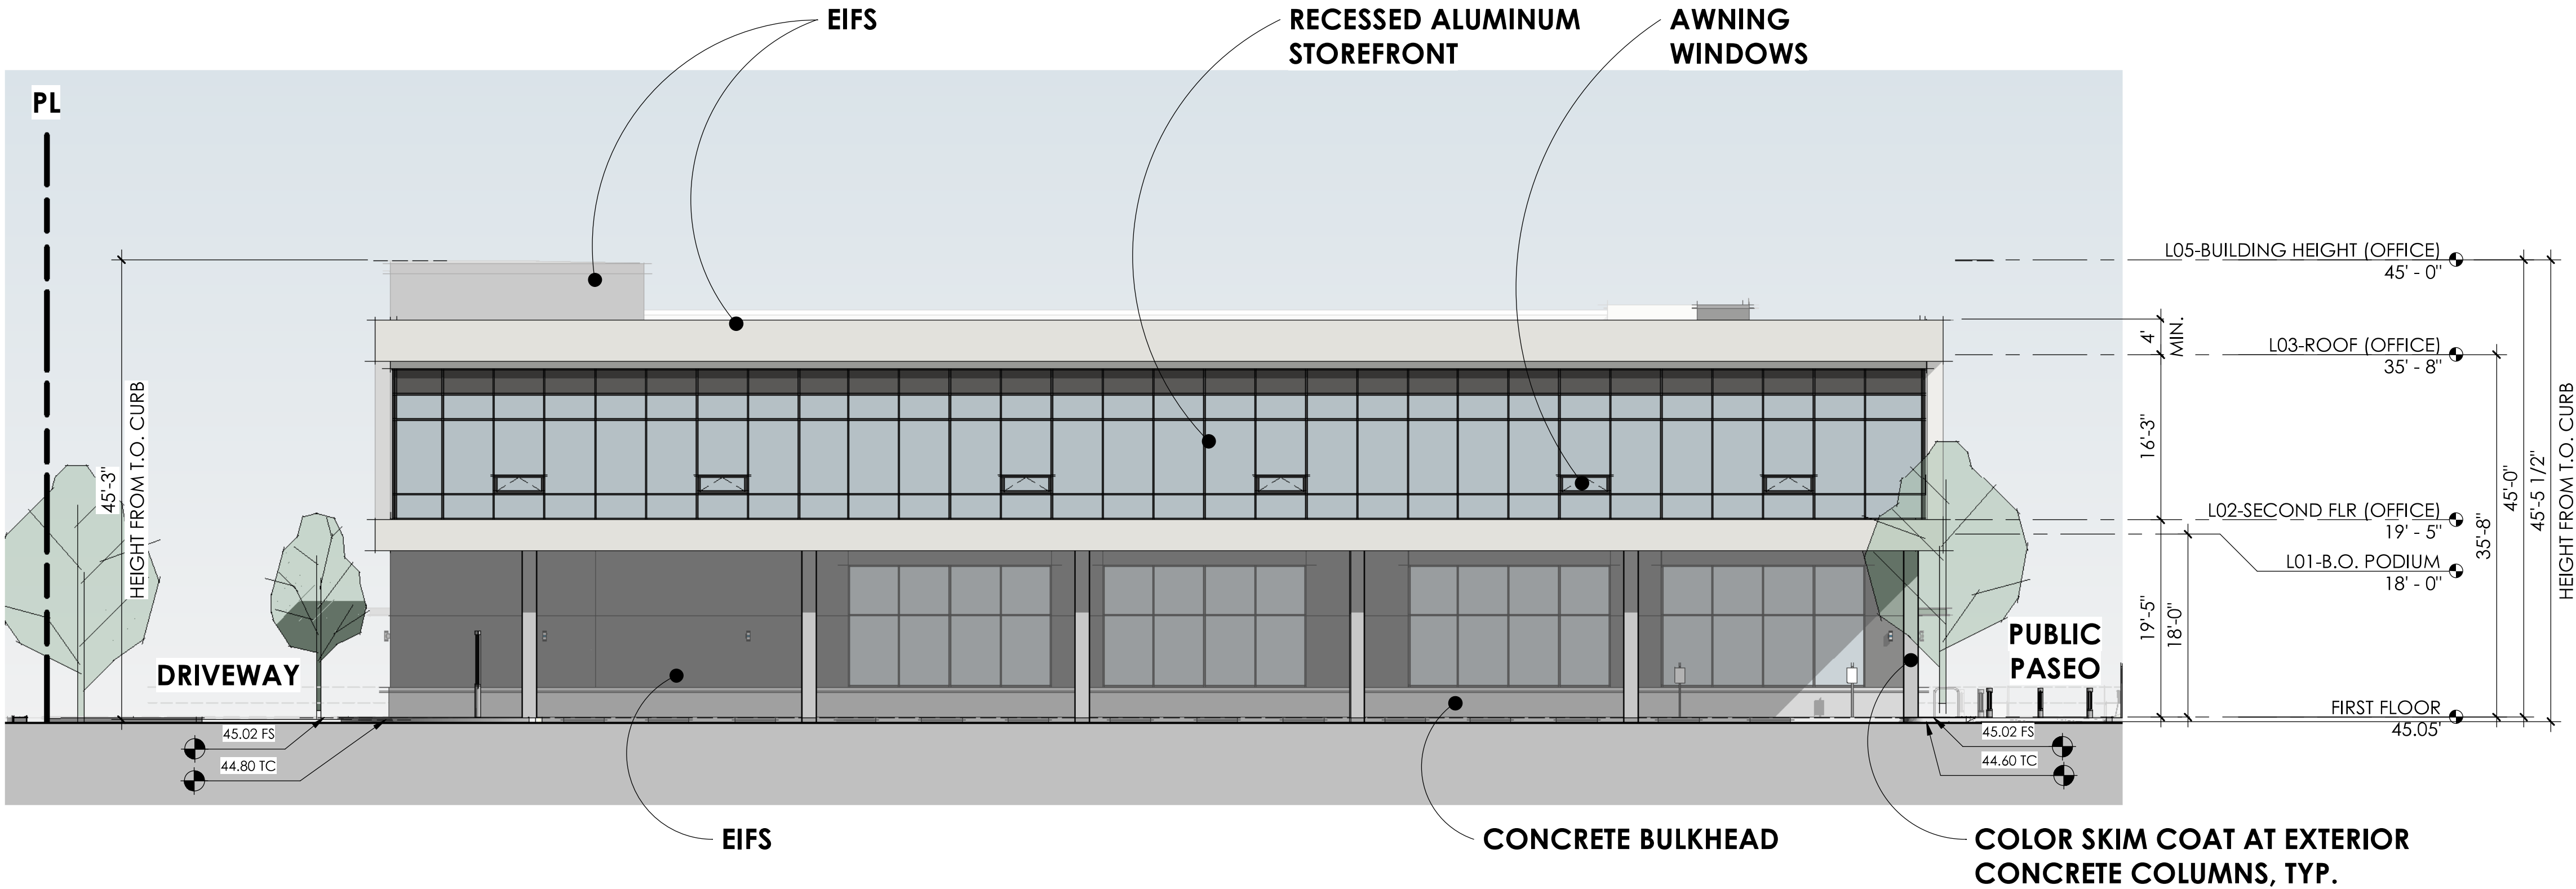 EIFS
RECESSED ALUMINUM
STOREFRONT
AWNING
WINDOWS
PL
45'-3"
HEIGHT FROM T.O. CURB
DRIVEWAY
45.02 FS
44.80 TC
L05-BUILDING HEIGHT (OFFICE)
45' - 0"
4'
MIN.
L03-ROOF (OFFICE)
35' - 8"
16'-3"
L02-SECOND FLR (OFFICE)
19' - 5"
L01-B.O. PODIUM
18' - 0"
19'-5"
18'-0"
35'-8"
45'-0"
45'-5 1/2"
HEIGHT FROM T.O. CURB
PUBLIC
PASEO
FIRST FLOOR
45.05'
45.02 FS
44.60 TC
EIFS
CONCRETE BULKHEAD
COLOR SKIM COAT AT EXTERIOR
CONCRETE COLUMNS, TYP.